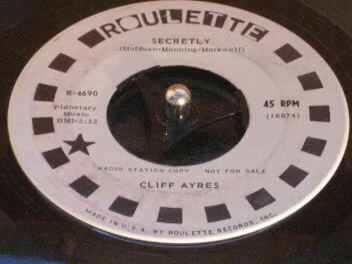 ROULETTE
SECRETLY
(Hoffman-Manning-Markwell)
R-4690
Planetary
Music
BMI-2:32
45 RPM
(18874)
RADIO STATION COPY NOT FOR SALE
CLIFF AYRES
MADE IN U.S.A. BY ROULETTE RECORDS, INC.